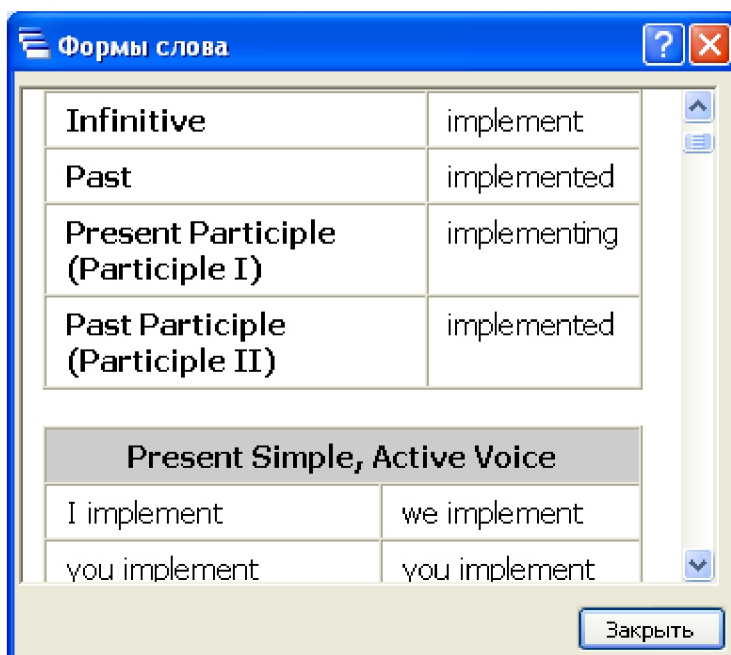 Формы слова
Infinitive implement
Past implemented
Present Participle implementing
(Participle I)
Past Participle implemented
(Participle II)
Present Simple, Active Voice
I implement we implement
you implement you implement
Закрыть